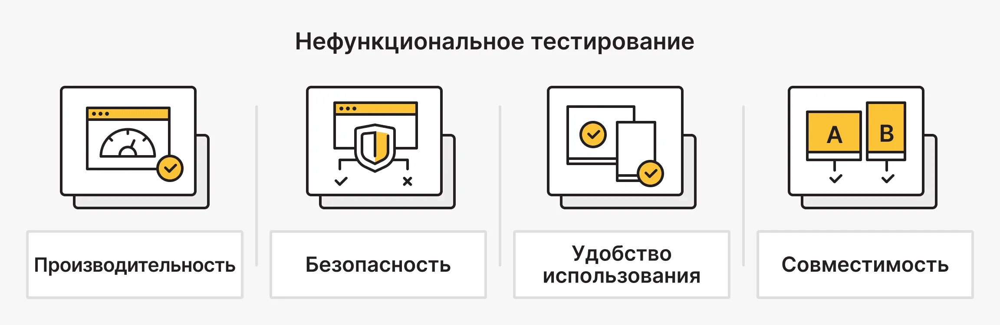 Нефункциональное тестирование
A
B
Производительность
Безопасность
Удобство
использования
Совместимость